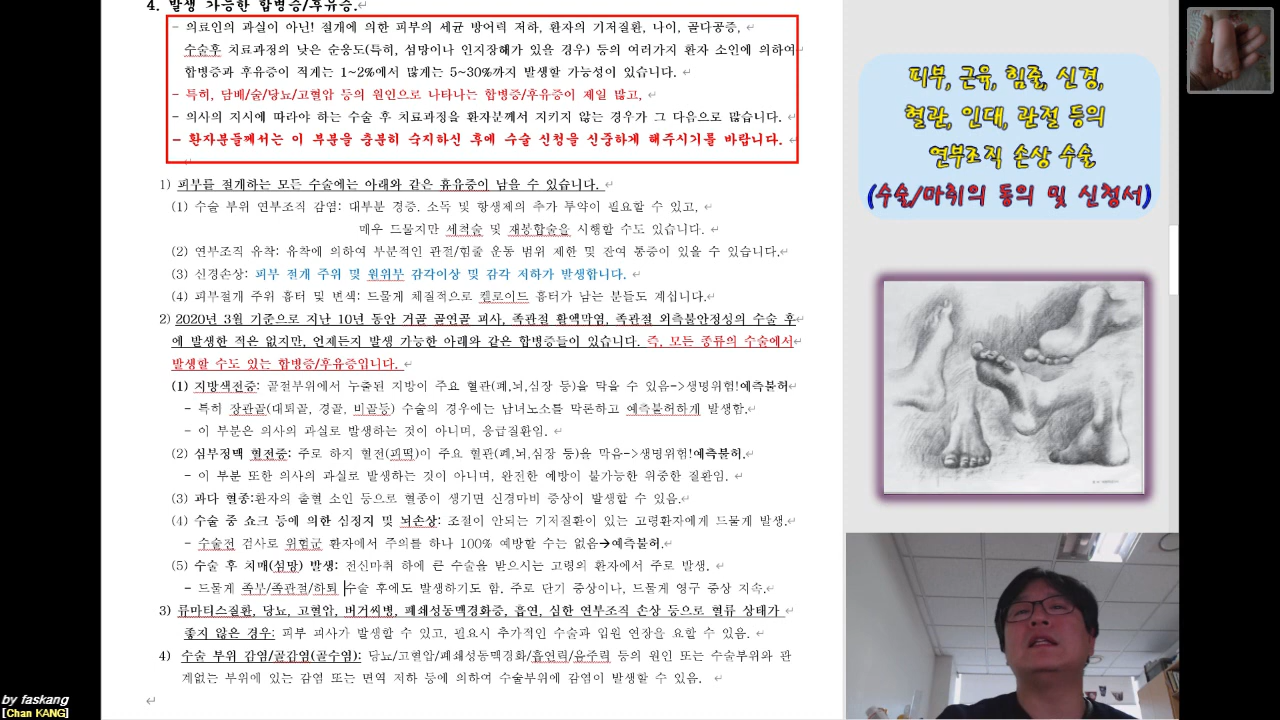 4. 발생 가능한 합병증/후유증.
- 의료인의 과실이 아닌! 절개에 의한 피부의 세균 방어력 저하, 환자의 기저질환, 나이, 골다공증,
수술후 치료과정의 낮은 순응도(특히, 섬망이나 인지장해가 있을 경우) 등의 여러가지 환자 소인에 의하여
합병증과 후유증이 적게는 1~2%에서 많게는 5~30%까지 발생할 가능성이 있습니다.
- 특히, 담배/술/당뇨/고혈압 등의 원인으로 나타나는 합병증/후유증이 제일 많고,
- 의사의 지시에 따라야 하는 수술 후 치료과정을 환자분께서 지키지 않는 경우가 그 다음으로 많습니다.
- 환자분들께서는 이 부분을 충분히 숙지하신 후에 수술 신청을 신중하게 해주시기를 바랍니다.
1) 피부를 절개하는 모든 수술에는 아래와 같은 휴유증이 남을 수 있습니다.
(1) 수술 부위 연부조직 감염: 대부분 경증. 소독 및 항생제의 추가 투약이 필요할 수 있고,
매우 드물지만 세척술 및 재봉합술을 시행할 수도 있습니다.
(2) 연부조직 유착: 유착에 의하여 부분적인 관절/힘줄 운동 범위 제한 및 잔여 통증이 있을 수 있습니다.
(3) 신경손상: 피부 절개 주위 및 원위부 감각이상 및 감각 저하가 발생합니다.
(4) 피부절개 주위 흉터 및 변색: 드물게 체질적으로 켈로이드 흉터가 남는 분들도 계십니다.
2) 2020년 3월 기준으로 지난 10년 동안 거골 골연골 괴사, 족관절 활액막염, 족관절 외측불안정성의 수술 후
에 발생한 적은 없지만, 언제든지 발생 가능한 아래와 같은 합병증들이 있습니다. 즉, 모든 종류의 수술에서
발생할 수도 있는 합병증/후유증입니다.
(1) 지방색전증: 골절부위에서 누출된 지방이 주요 혈관(폐,뇌,심장 등)을 막을 수 있음->생명위험!예측불허
- 특히 장관골(대퇴골, 경골, 비골등) 수술의 경우에는 남녀노소를 막론하고 예측불허하게 발생함.
- 이 부분은 의사의 과실로 발생하는 것이 아니며, 응급질환임.
(2) 심부정맥 혈전증: 주로 하지 혈전(피떡)이 주요 혈관(폐,뇌,심장 등)을 막음->생명위험!예측불허.
- 이 부분 또한 의사의 과실로 발생하는 것이 아니며, 완전한 예방이 불가능한 위중한 질환임.
(3) 과다 혈종:환자의 출혈 소인 등으로 혈종이 생기면 신경마비 증상이 발생할 수 있음.
(4) 수술 중 쇼크 등에 의한 심정지 및 뇌손상: 조절이 안되는 기저질환이 있는 고령환자에게 드물게 발생.
- 수술전 검사로 위험군 환자에서 주의를 하나 100% 예방할 수는 없음→예측불허.
(5) 수술 후 치매(섬망) 발생: 전신마취 하에 큰 수술을 받으시는 고령의 환자에서 주로 발생.
- 드물게 족부/족관절/하퇴 수술 후에도 발생하기도 함. 주로 단기 증상이나, 드물게 영구 증상 지속.
3) 류마티스질환, 당뇨, 고혈압, 버거씨병, 폐쇄성동맥경화증, 흡연, 심한 연부조직 손상 등으로 혈류 상태가
좋지 않은 경우: 피부 괴사가 발생할 수 있고, 필요시 추가적인 수술과 입원 연장을 요할 수 있음.
4) 수술 부위 감염/골감염(골수염): 당뇨/고혈압/폐쇄성동맥경화/흡연력/음주력 등의 원인 또는 수술부위와 관
계없는 부위에 있는 감염 또는 면역 저하 등에 의하여 수술부위에 감염이 발생할 수 있음.
피부, 근육, 힘줄, 신경,
혈관, 인대, 관절 등의
연부조직 손상 수술
(수술/마취의 동의 및 신청서)
by faskang
[Chan KANG]